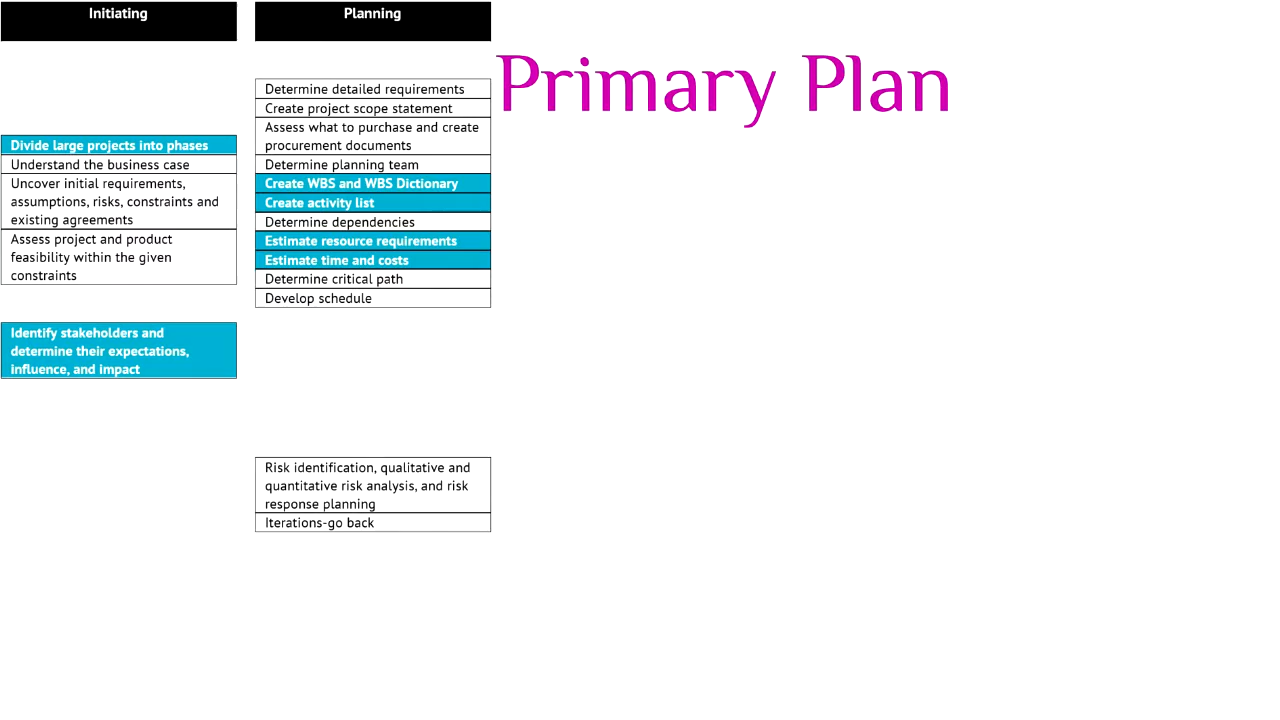 Initiating
Divide large projects into phases
Understand the business case
Uncover initial requirements,
assumptions, risks, constraints and
existing agreements
Assess project and product
feasibility within the given
constraints
Identify stakeholders and
determine their expectations,
influence, and impact
Planning
Determine detailed requirements
Create project scope statement
Assess what to purchase and create
procurement documents
Determine planning team
Create WBS and WBS Dictionary
Create activity list
Determine dependencies
Estimate resource requirements
Estimate time and costs
Determine critical path
Develop schedule
Risk identification, qualitative and
quantitative risk analysis, and risk
response planning
Iterations-go back
Primary Plan